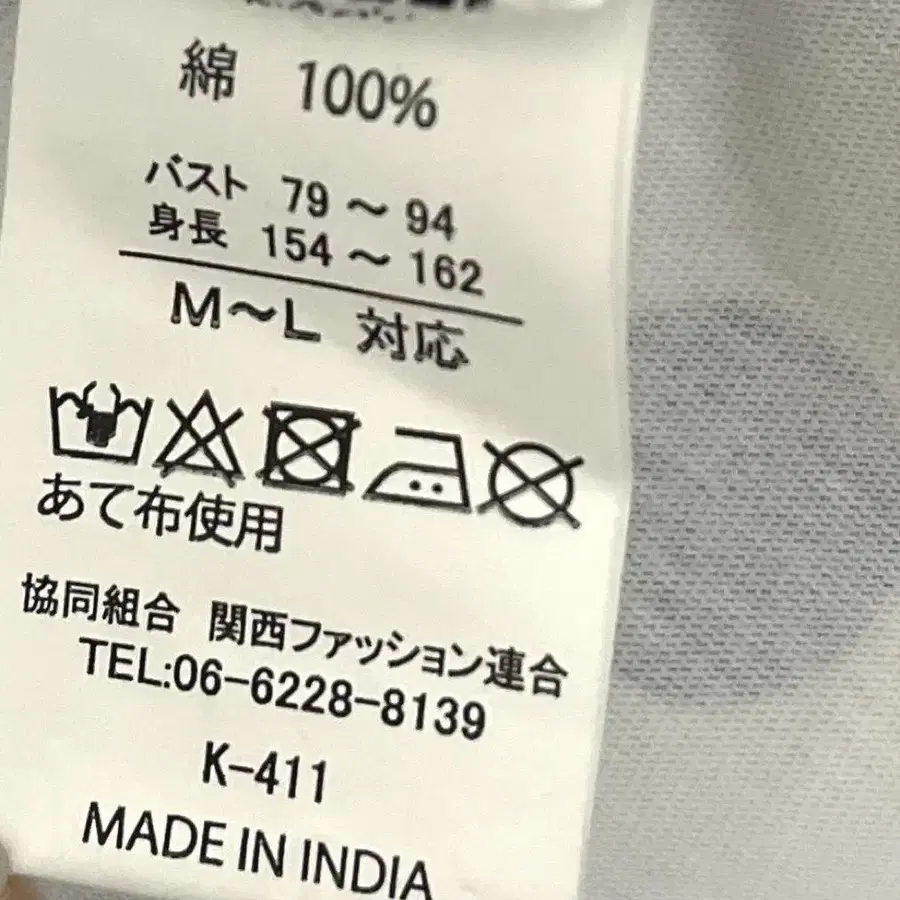 綿 100%
バスト 79 ～ 94
身長 154 ～ 162
M～L 対応
あて布使用
協同組合 関西ファッション連合
TEL:06-6228-8139
K-411
MADE IN INDIA